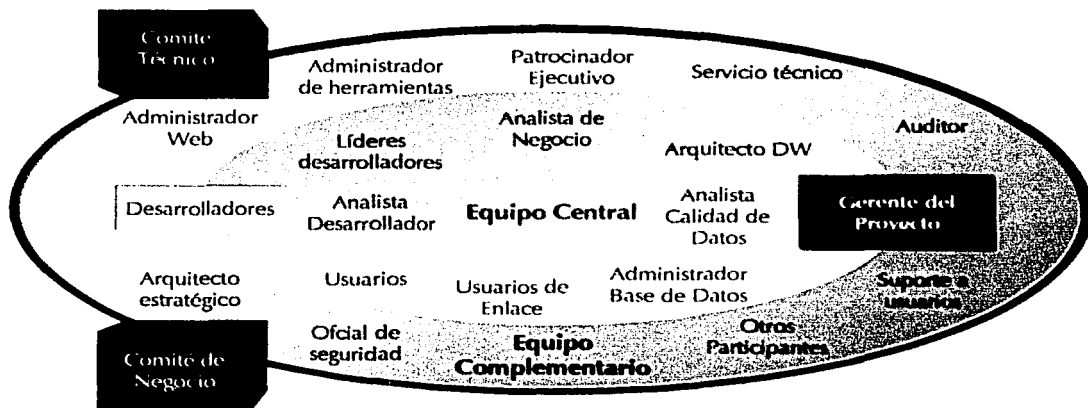 Comite
Técnico
Administrador
de herramientas
Patrocinador
Ejecutivo
Servicio técnico
Administrador
Web
Líderes
desarrolladores
Analista de
Negocio
Arquitecto DW
Auditor
Desarrolladores
Analista
Desarrollador
Equipo Central
Analista
Calidad de
Datos
Gerente del
Proyecto
Arquitecto
estratégico
Usuarios
Usuarios de
Enlace
Administrador
Base de Datos
Suporte a
usuarios
Comité de
Negocio
Ofcial de
seguridad
Equipo
Complementario
Otros
Participantes